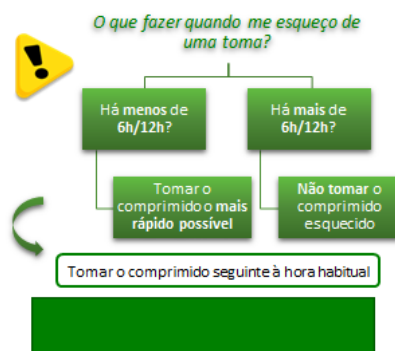 O que fazer quando me esqueço de
uma toma?
Há menos de
6h/12h?
Há mais de
6h/12h?
Tomar o
comprimido o mais
rápido possível
Não tomar o
comprimido
esquecido
Tomar o comprimido seguinte à hora habitual